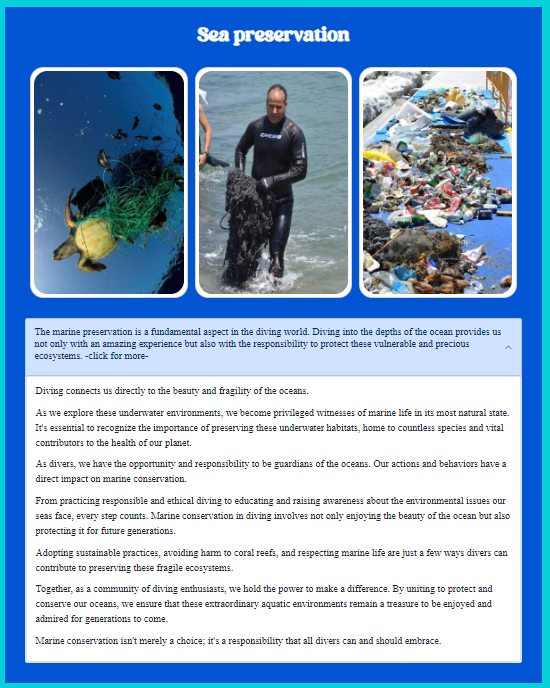 Sea preservation
CRESSI
The marine preservation is a fundamental aspect in the diving world. Diving into the depths of the ocean provides us
not only with an amazing experience but also with the responsibility to protect these vulnerable and precious
ecosystems. -click for more-
Diving connects us directly to the beauty and fragility of the oceans.
As we explore these underwater environments, we become privileged witnesses of marine life in its most natural state.
It's essential to recognize the importance of preserving these underwater habitats, home to countless species and vital
contributors to the health of our planet.
As divers, we have the opportunity and responsibility to be guardians of the oceans. Our actions and behaviors have a
direct impact on marine conservation.
From practicing responsible and ethical diving to educating and raising awareness about the environmental issues our
seas face, every step counts. Marine conservation in diving involves not only enjoying the beauty of the ocean but also
protecting it for future generations.
Adopting sustainable practices, avoiding harm to coral reefs, and respecting marine life are just a few ways divers can
contribute to preserving these fragile ecosystems.
Together, as a community of diving enthusiasts, we hold the power to make a difference. By uniting to protect and
conserve our oceans, we ensure that these extraordinary aquatic environments remain a treasure to be enjoyed and
admired for generations to come.
Marine conservation isn't merely a choice; it's a responsibility that all divers can and should embrace.